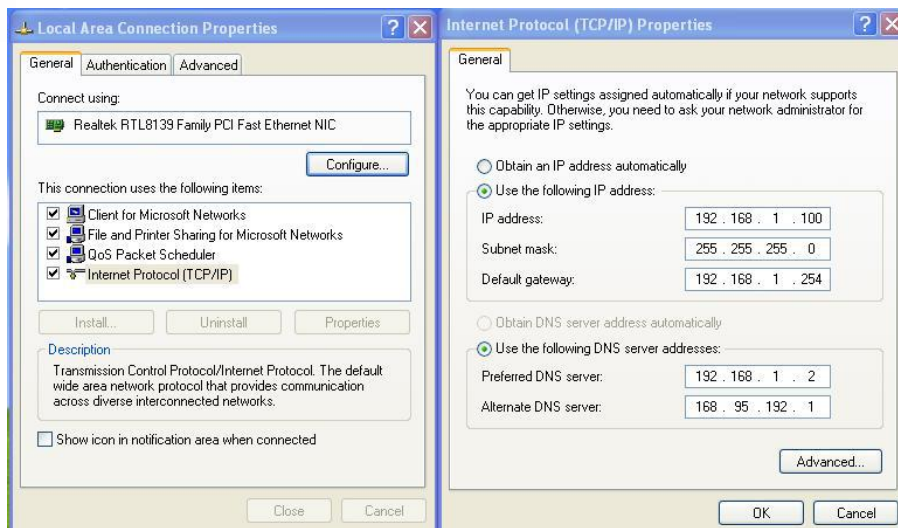 Local Area Connection Properties
General Authentication Advanced
Connect using:
Realtek RTL8139 Family PCI Fast Ethernet NIC
Configure...
This connection uses the following items:
Client for Microsoft Networks
File and Printer Sharing for Microsoft Networks
QoS Packet Scheduler
Internet Protocol (TCP/IP)
Install... Uninstall Properties
Description
Transmission Control Protocol/Internet Protocol. The default
wide area network protocol that provides communication
across diverse interconnected networks.
Show icon in notification area when connected
Close Cancel
Internet Protocol (TCP/IP) Properties
General
You can get IP settings assigned automatically if your network supports
this capability. Otherwise, you need to ask your network administrator for
the appropriate IP settings.
Obtain an IP address automatically
Use the following IP address:
IP address: 192 . 168 . 1 . 100
Subnet mask: 255 . 255 . 255 . 0
Default gateway: 192 . 168 . 1 . 254
Obtain DNS server address automatically
Use the following DNS server addresses:
Preferred DNS server: 192 . 168 . 1 . 2
Alternate DNS server: 168 . 95 . 192 . 1
Advanced...
OK Cancel